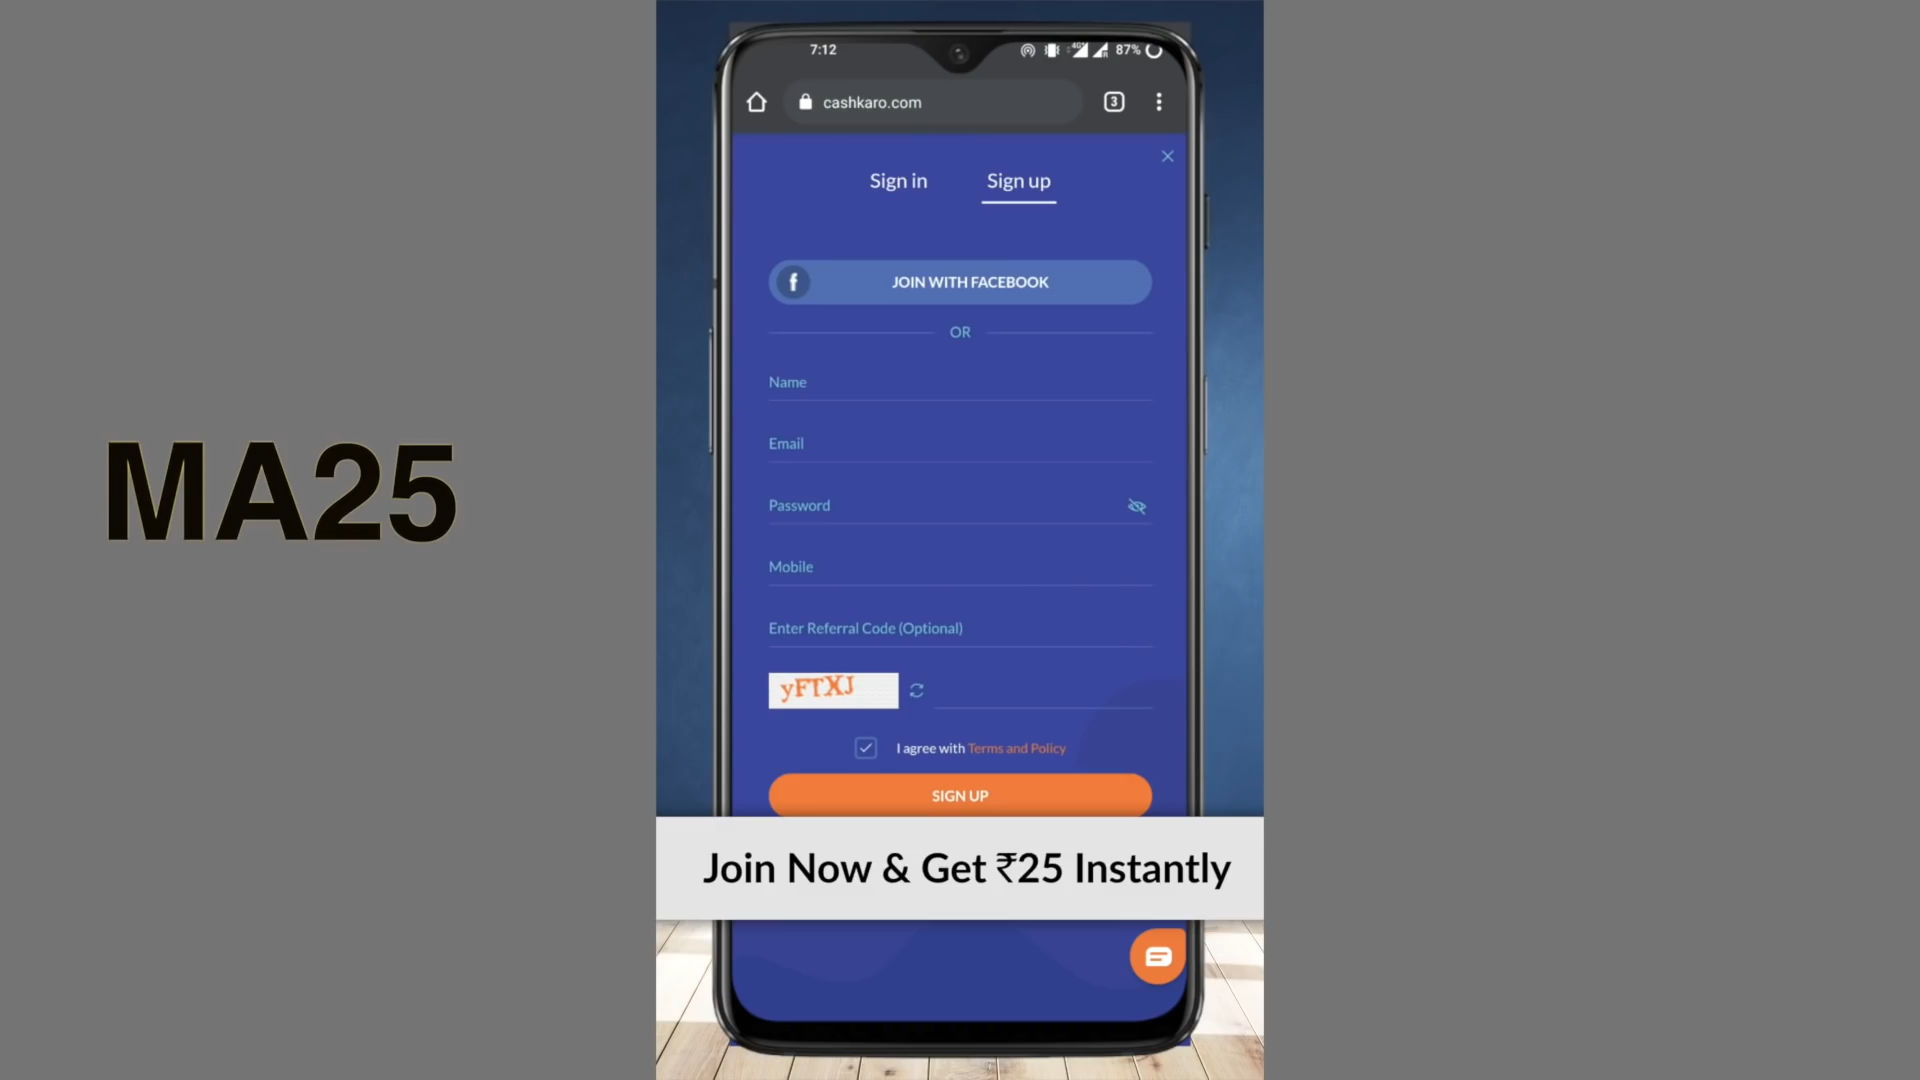 MA25
7:12
4G+
R
87%
cashkaro.com
3
Sign in
Sign up
f
JOIN WITH FACEBOOK
OR
Name
Email
Password
Mobile
Enter Referral Code (Optional)
yFTXJ
I agree with Terms and Policy
SIGN UP
Join Now & Get ₹25 Instantly